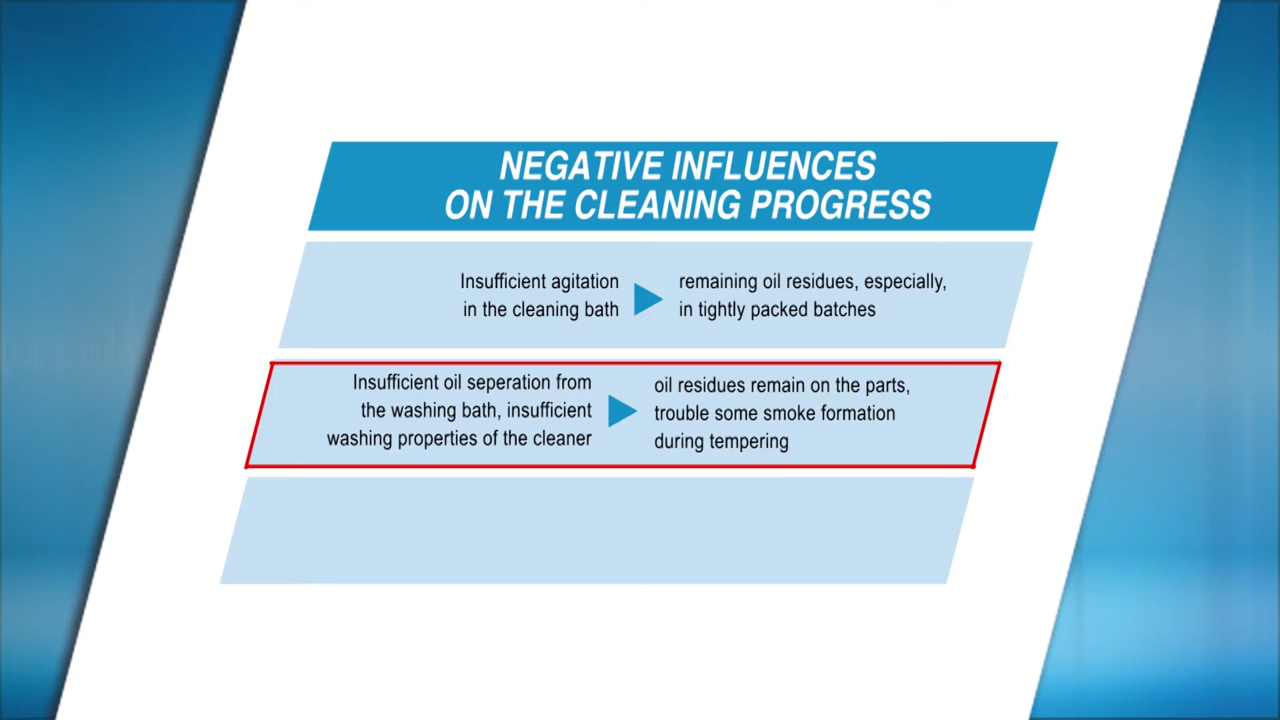 NEGATIVE INFLUENCES
ON THE CLEANING PROGRESS
Insufficient agitation
in the cleaning bath
remaining oil residues, especially,
in tightly packed batches
Insufficient oil seperation from
the washing bath, insufficient
washing properties of the cleaner
oil residues remain on the parts,
trouble some smoke formation
during tempering